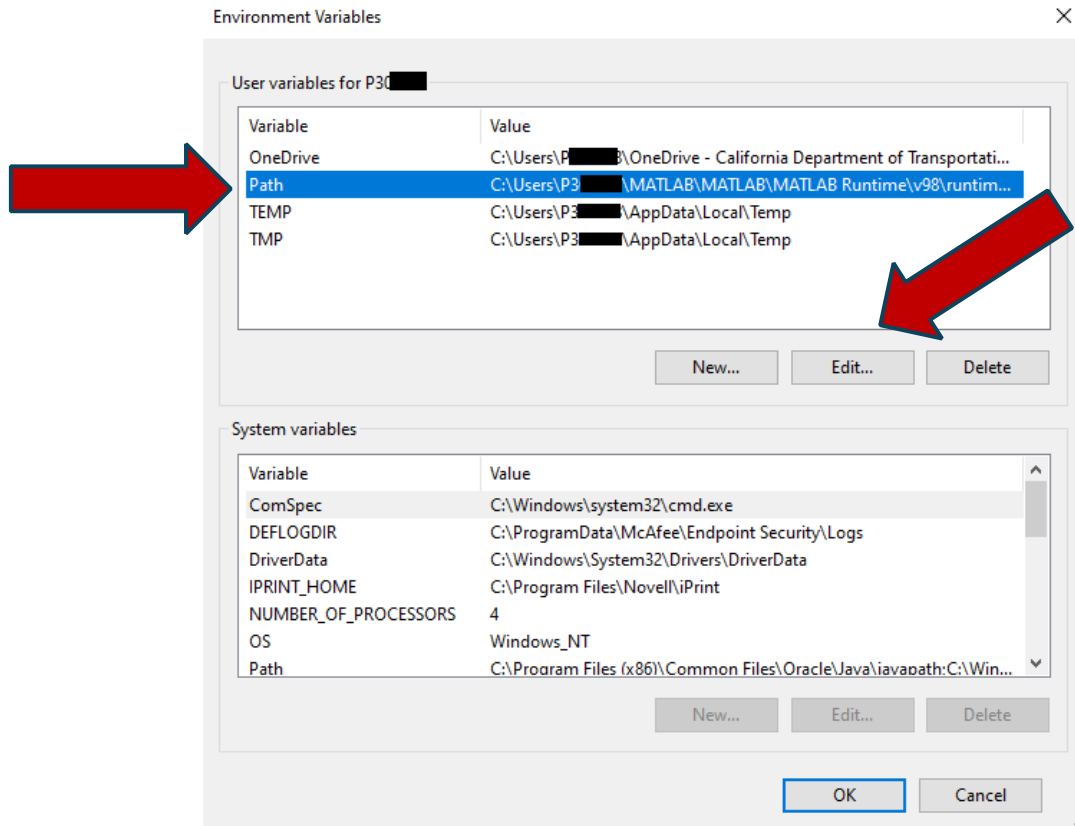 Environment Variables
User variables for P30
Variable Value
OneDrive C:\Users\P 3\OneDrive - California Department of Transportati...
Path C:\Users\P3 \MATLAB\MATLAB\MATLAB Runtime\v98\runtim...
TEMP C:\Users\P3 \AppData\Local\Temp
TMP C:\Users\P3 \AppData\Local\Temp
New... Edit... Delete
System variables
Variable Value
ComSpec C:\Windows\system32\cmd.exe
DEFLOGDIR C:\ProgramData\McAfee\Endpoint Security\Logs
DriverData C:\Windows\System32\Drivers\DriverData
IPRINT_HOME C:\Program Files\Novell\iPrint
NUMBER_OF_PROCESSORS 4
OS Windows_NT
Path C:\Program Files (x86)\Common Files\Oracle\Java\javapath;C:\Win...
New... Edit... Delete
OK Cancel